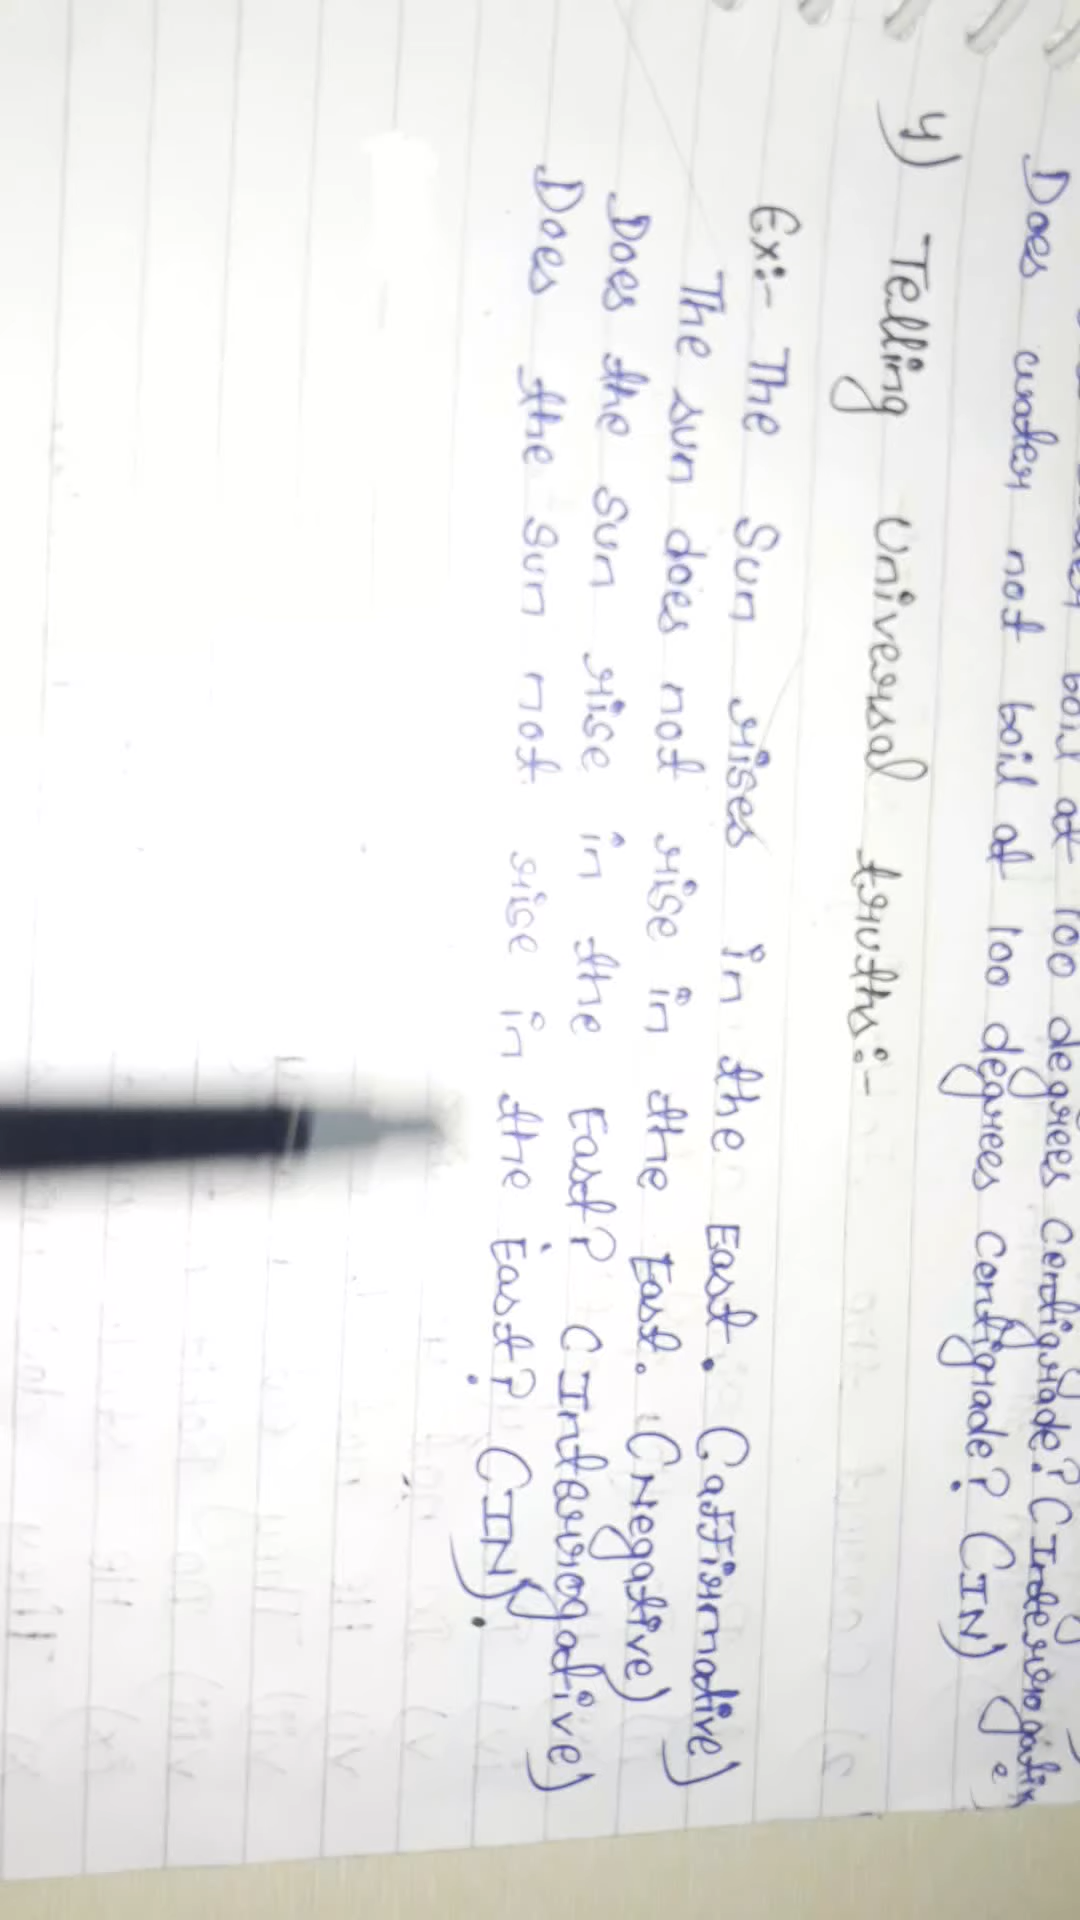 boil at 100 degrees centigrade? (Interrogative)
Does water not boil at 100 degrees centigrade? (IN)
4) Telling Universal truths:-
Ex:- The Sun rises in the East. (affirmative)
The sun does not rise in the East. (Negative)
Does the sun rise in the East? (Interrogative)
Does the sun not rise in the East? (IN).